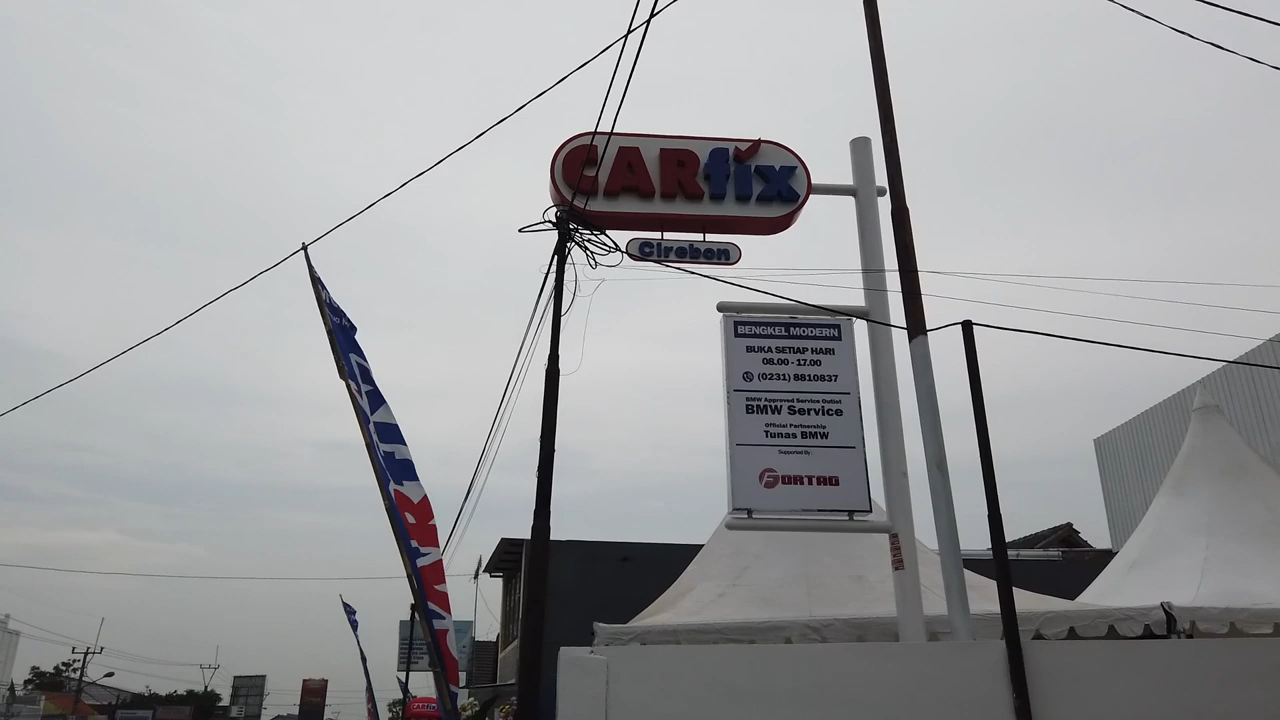 CARfix
Cirebon
BENGKEL MODERN
BUKA SETIAP HARI
08.00 - 17.00
(0231) 8810837
BMW Approved Service Outlet
BMW Service
Official Partnership
Tunas BMW
Supported By:
FORTAG
CARfix